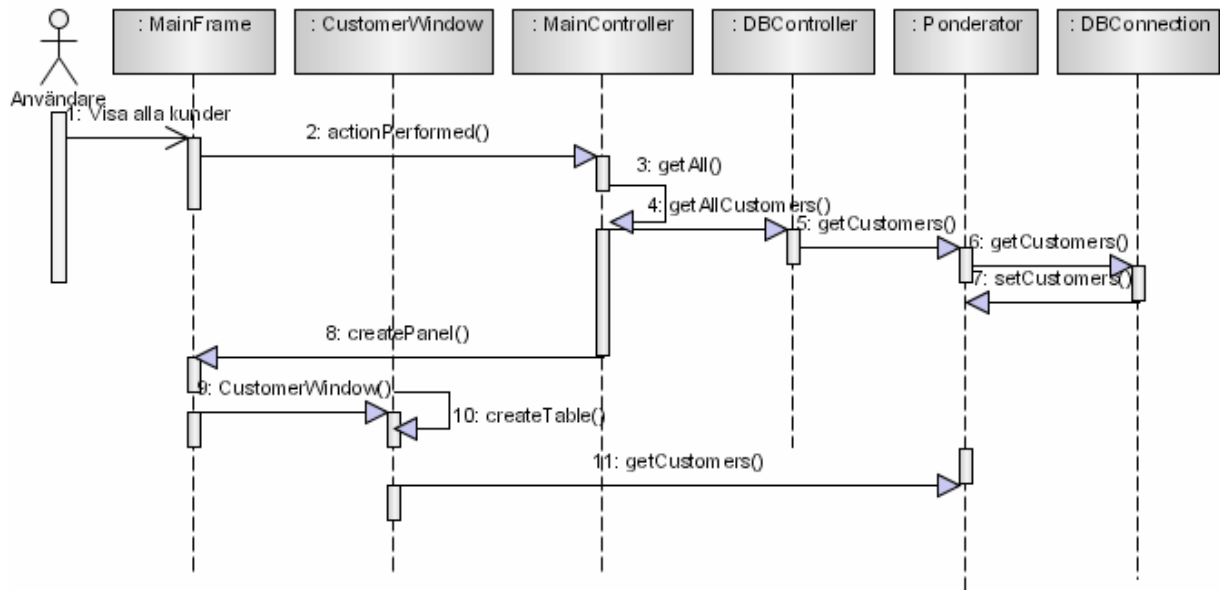 : MainFrame
: CustomerWindow
: MainController
: DBController
: Ponderator
: DBConnection
Användare
1: Visa alla kunder
2: actionPerformed()
3: getAll()
4: getAllCustomers()
5: getCustomers()
6: getCustomers()
7: setCustomers()
8: createPanel()
9: CustomerWindow()
10: createTable()
11: getCustomers()